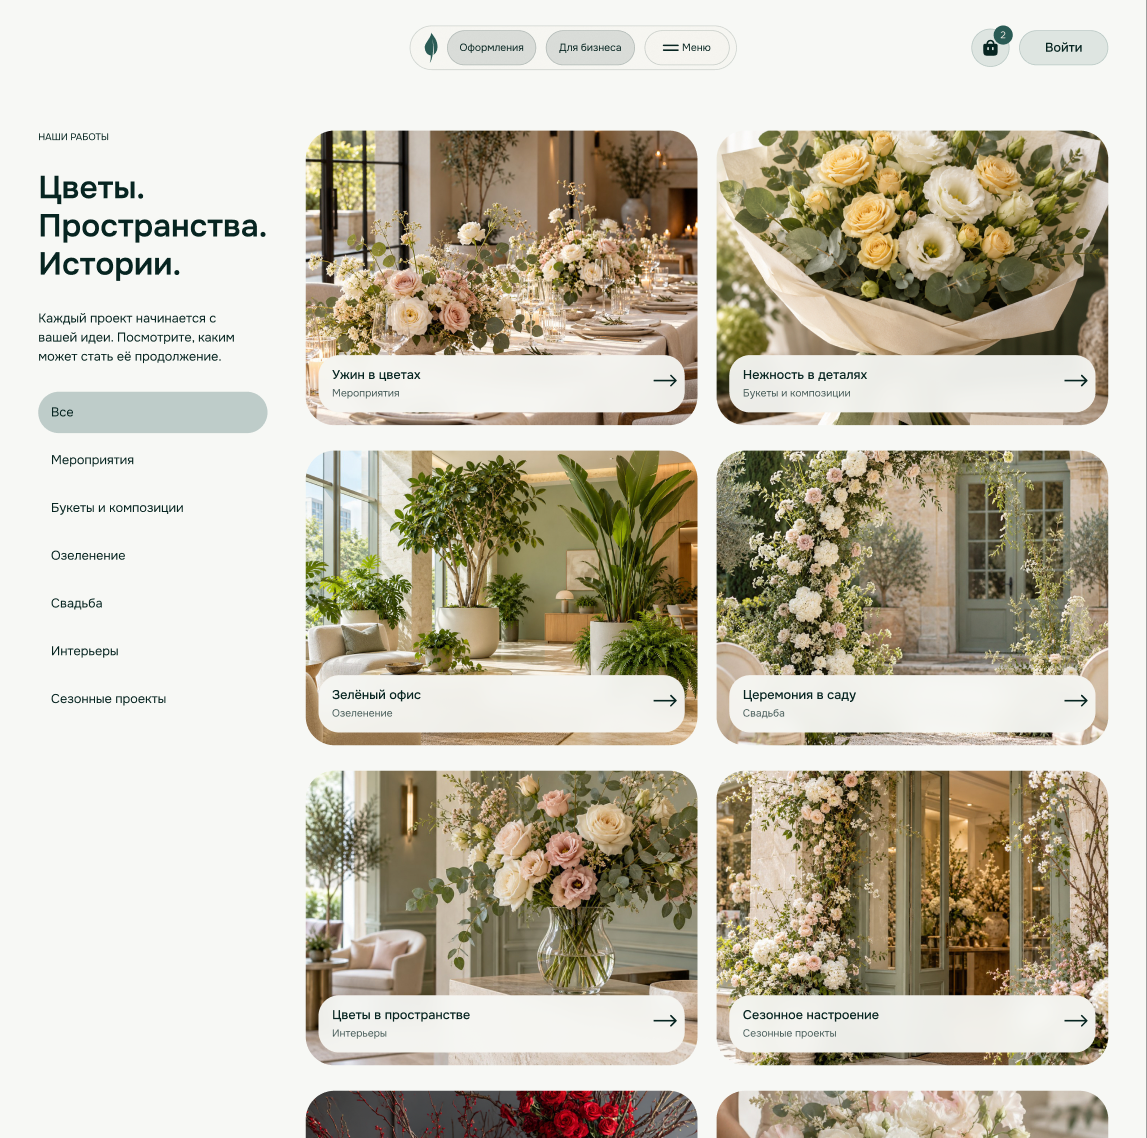 Оформления
Для бизнеса
Меню
2
Войти
НАШИ РАБОТЫ
Цветы.
Пространства.
Истории.
Каждый проект начинается с
вашей идеи. Посмотрите, каким
может стать её продолжение.
Все
Мероприятия
Букеты и композиции
Озеленение
Свадьба
Интерьеры
Сезонные проекты
Ужин в цветах
Мероприятия
Нежность в деталях
Букеты и композиции
Зелёный офис
Озеленение
Церемония в саду
Свадьба
Цветы в пространстве
Интерьеры
Сезонное настроение
Сезонные проекты